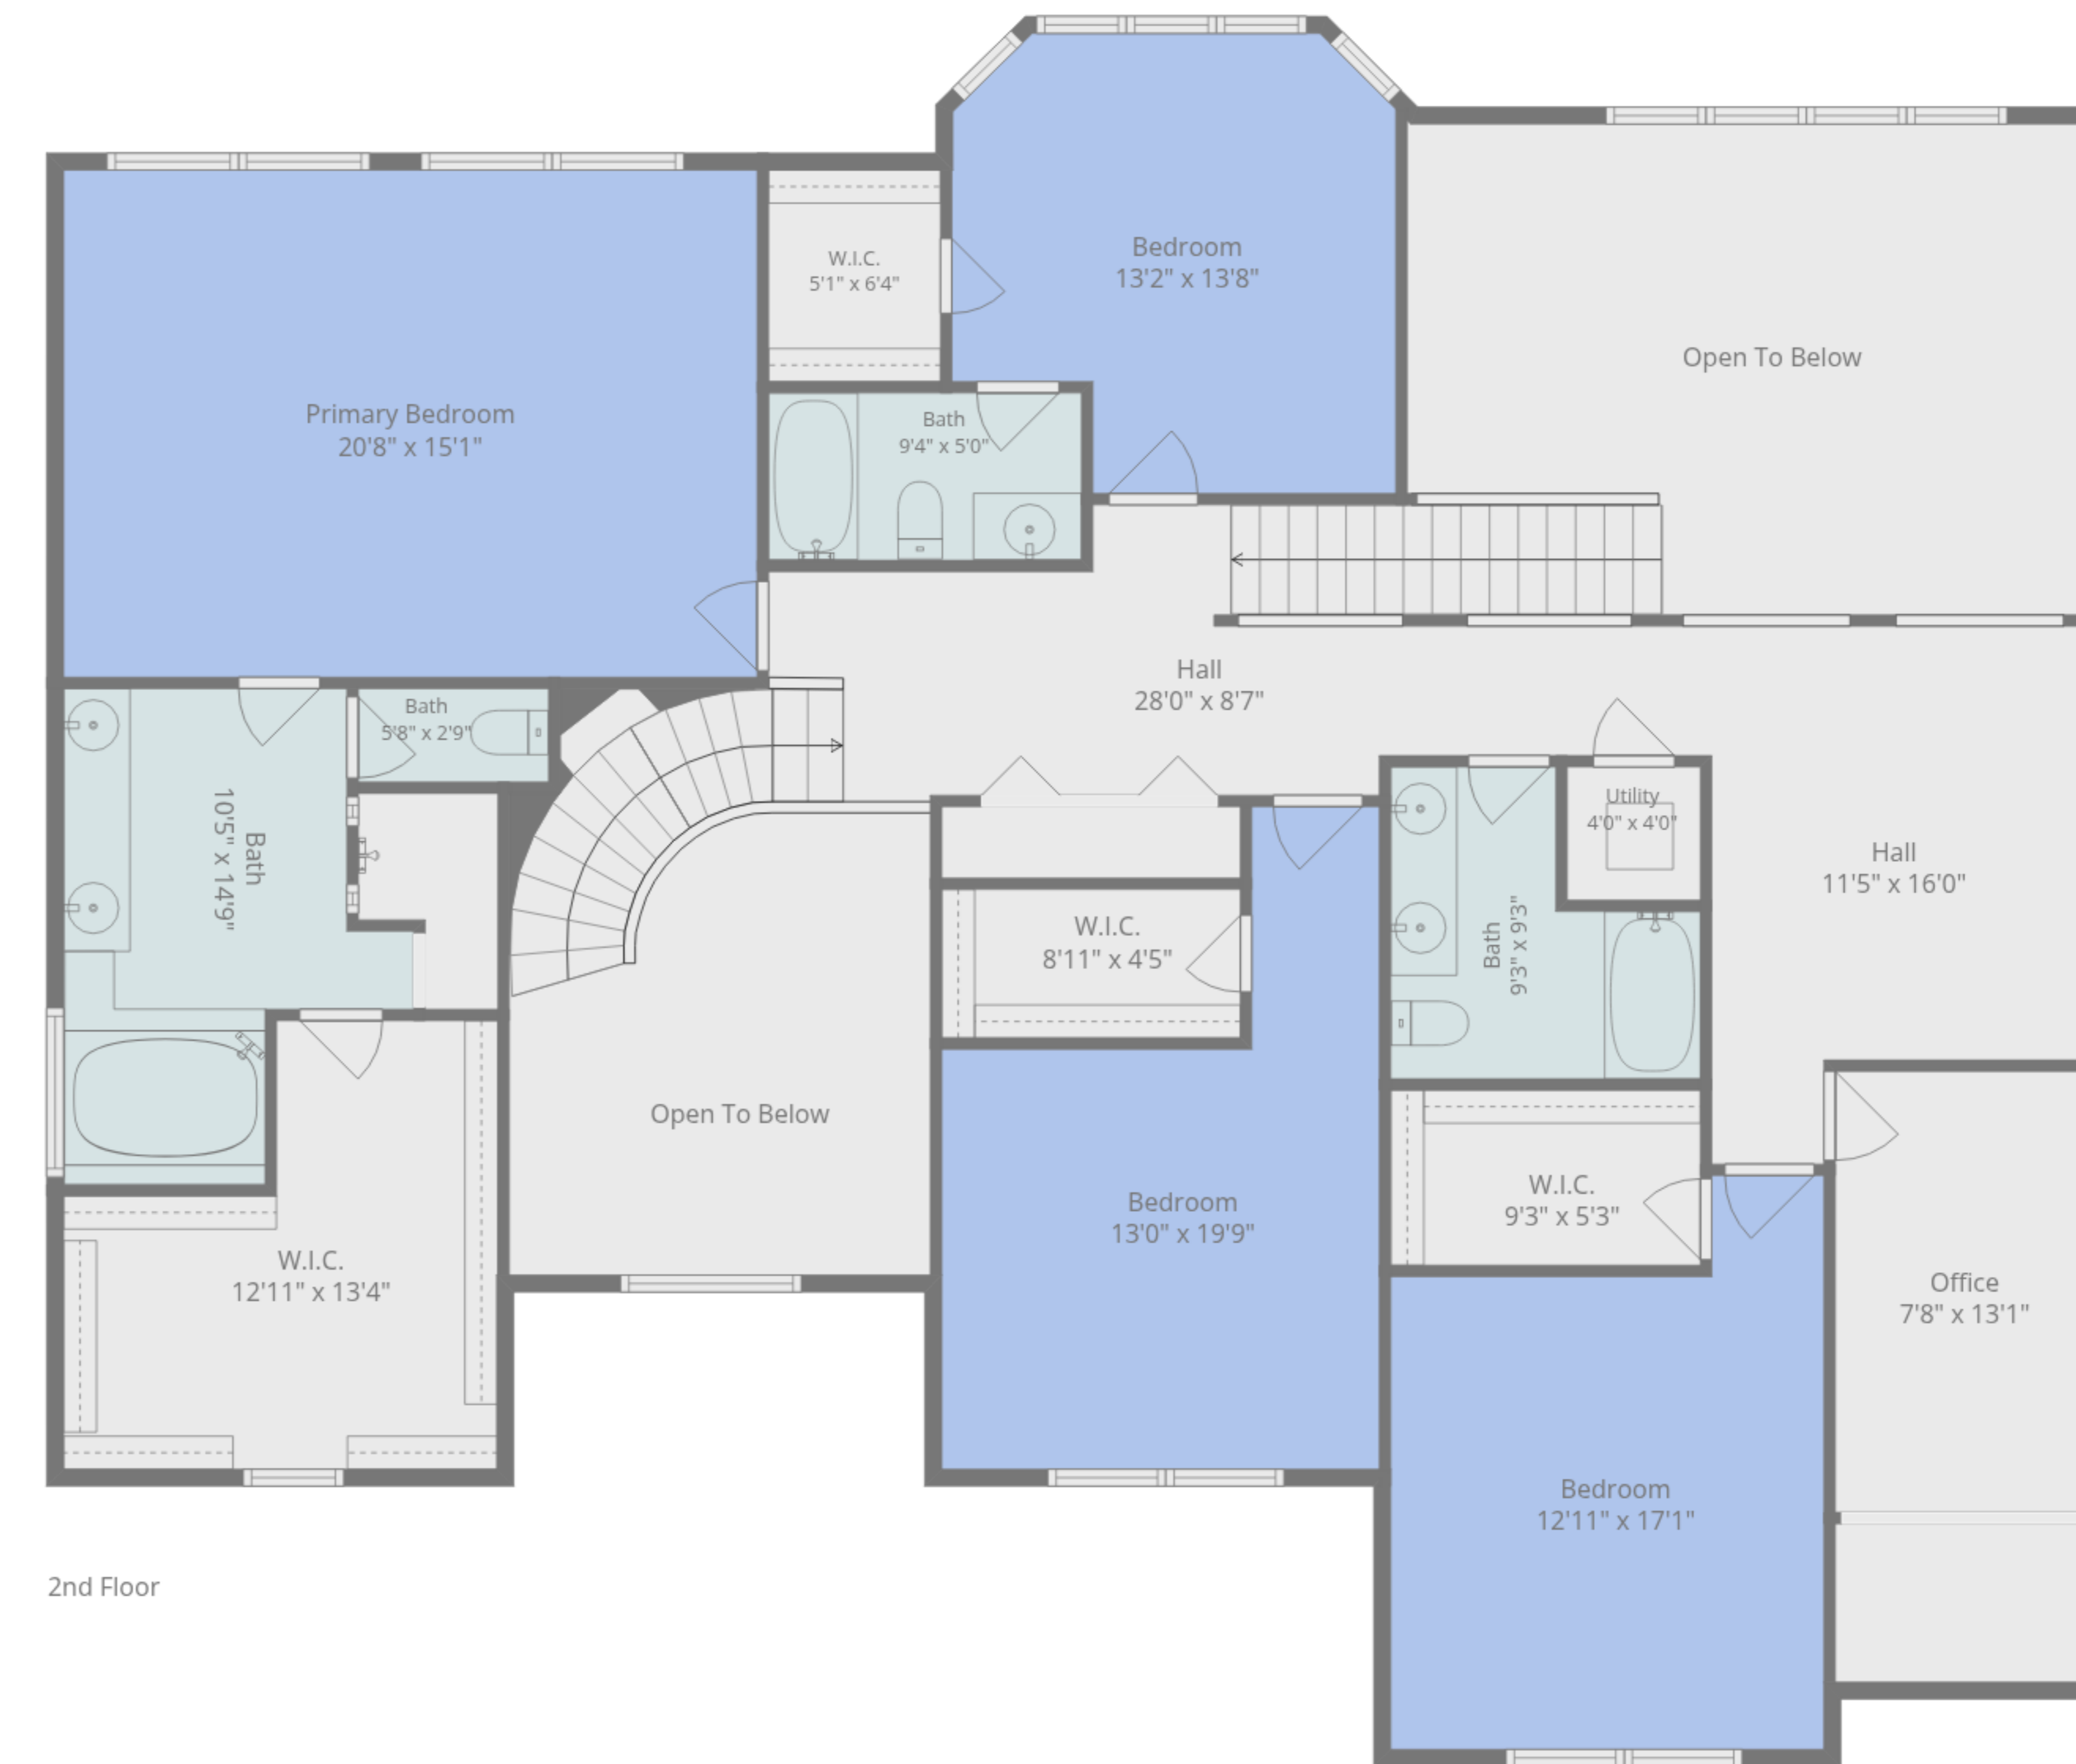 Bedroom
13'2" x 13'8"
W.I.C.
5'1" x 6'4"
Open To Below
Primary Bedroom
20'8" x 15'1"
Bath
9'4" x 5'0"
Hall
28'0" x 8'7"
Bath
5'8" x 2'9"
Bath
10'5" x 14'9"
Utility
4'0" x 4'0"
Hall
11'5" x 16'0"
W.I.C.
8'11" x 4'5"
Bath
9'3" x 9'3"
Open To Below
Bedroom
13'0" x 19'9"
W.I.C.
9'3" x 5'3"
W.I.C.
12'11" x 13'4"
Office
7'8" x 13'1"
Bedroom
12'11" x 17'1"
2nd Floor